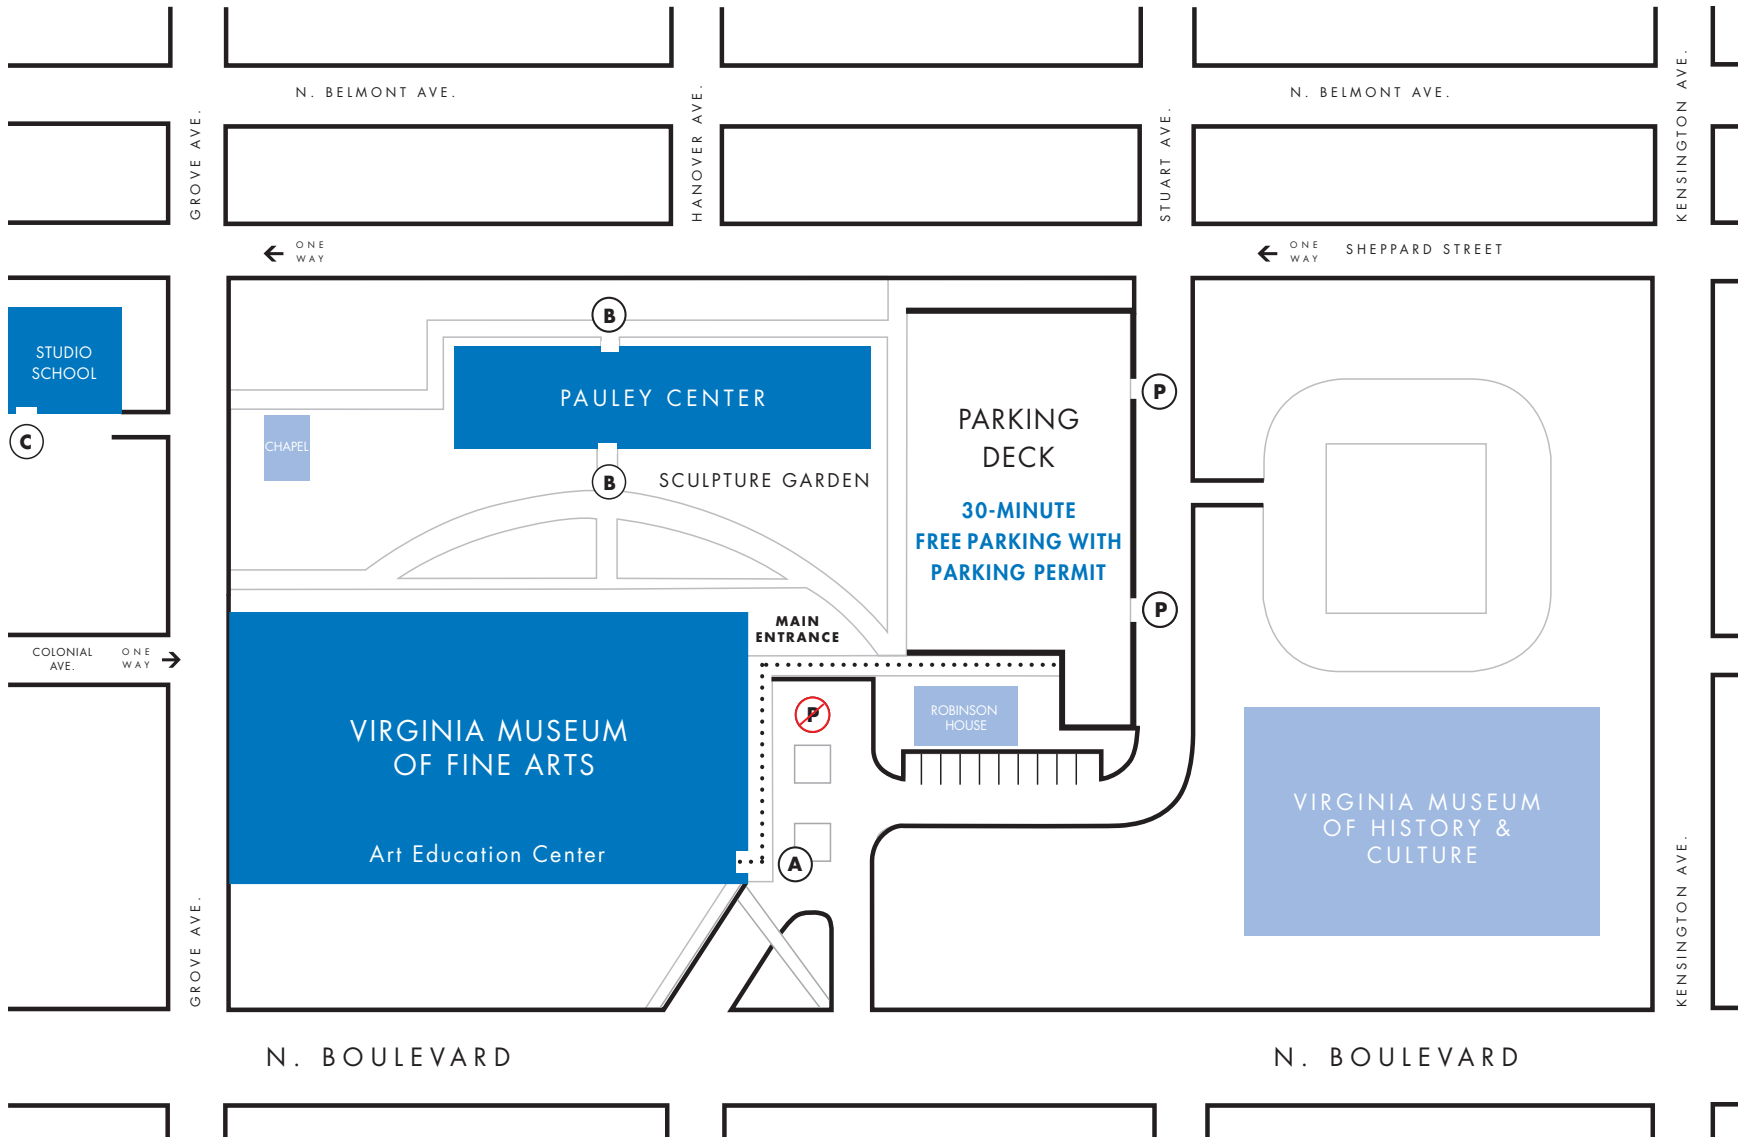 N. BELMONT AVE.
N. BELMONT AVE.
GROVE AVE.
HANOVER AVE.
STUART AVE.
KENSINGTON AVE.
ONE
WAY
ONE
WAY
SHEPPARD STREET
B
STUDIO
SCHOOL
PAULEY CENTER
P
PARKING
DECK
C
CHAPEL
B
SCULPTURE GARDEN
30-MINUTE
FREE PARKING WITH
PARKING PERMIT
P
MAIN
ENTRANCE
COLONIAL
AVE.
ONE
WAY
P
ROBINSON
HOUSE
VIRGINIA MUSEUM
OF FINE ARTS
VIRGINIA MUSEUM
OF HISTORY &
CULTURE
Art Education Center
A
GROVE AVE.
KENSINGTON AVE.
N. BOULEVARD
N. BOULEVARD